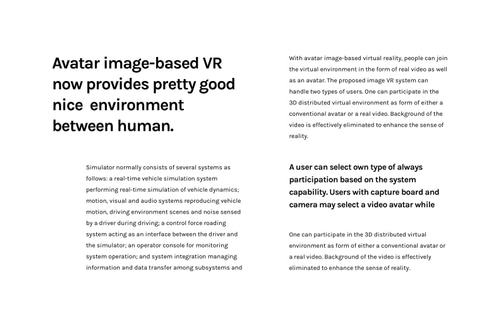 Avatar image-based VR
now provides pretty good
nice environment
between human.
Simulator normally consists of several systems as
follows: a real-time vehicle simulation system
performing real-time simulation of vehicle dynamics;
motion, visual and audio systems reproducing vehicle
motion, driving environment scenes and noise sensed
by a driver during driving; a control force roading
system acting as an interface between the driver and
the simulator; an operator console for monitoring
system operation; and system integration managing
information and data transfer among subsystems and
With avatar image-based virtual reality, people can join
the virtual environment in the form of real video as well
as an avatar. The proposed image VR system can
handle two types of users. One can participate in the
3D distributed virtual environment as form of either a
conventional avatar or a real video. Background of the
video is effectively eliminated to enhance the sense of
reality.
A user can select own type of always
participation based on the system
capability. Users with capture board and
camera may select a video avatar while
One can participate in the 3D distributed virtual
environment as form of either a conventional avatar or
a real video. Background of the video is effectively
eliminated to enhance the sense of reality.